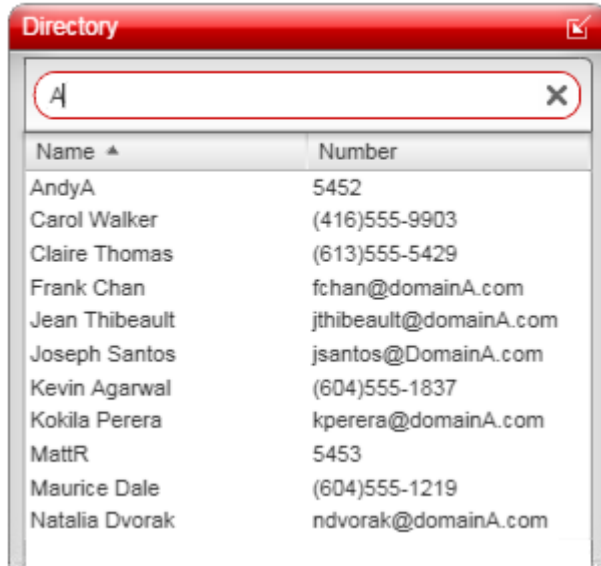 Directory
A
Name Number
AndyA 5452
Carol Walker (416)555-9903
Claire Thomas (613)555-5429
Frank Chan fchan@domainA.com
Jean Thibeault jthibeault@domainA.com
Joseph Santos jsantos@DomainA.com
Kevin Agarwal (604)555-1837
Kokila Perera kperera@domainA.com
MattR 5453
Maurice Dale (604)555-1219
Natalia Dvorak ndvorak@domainA.com